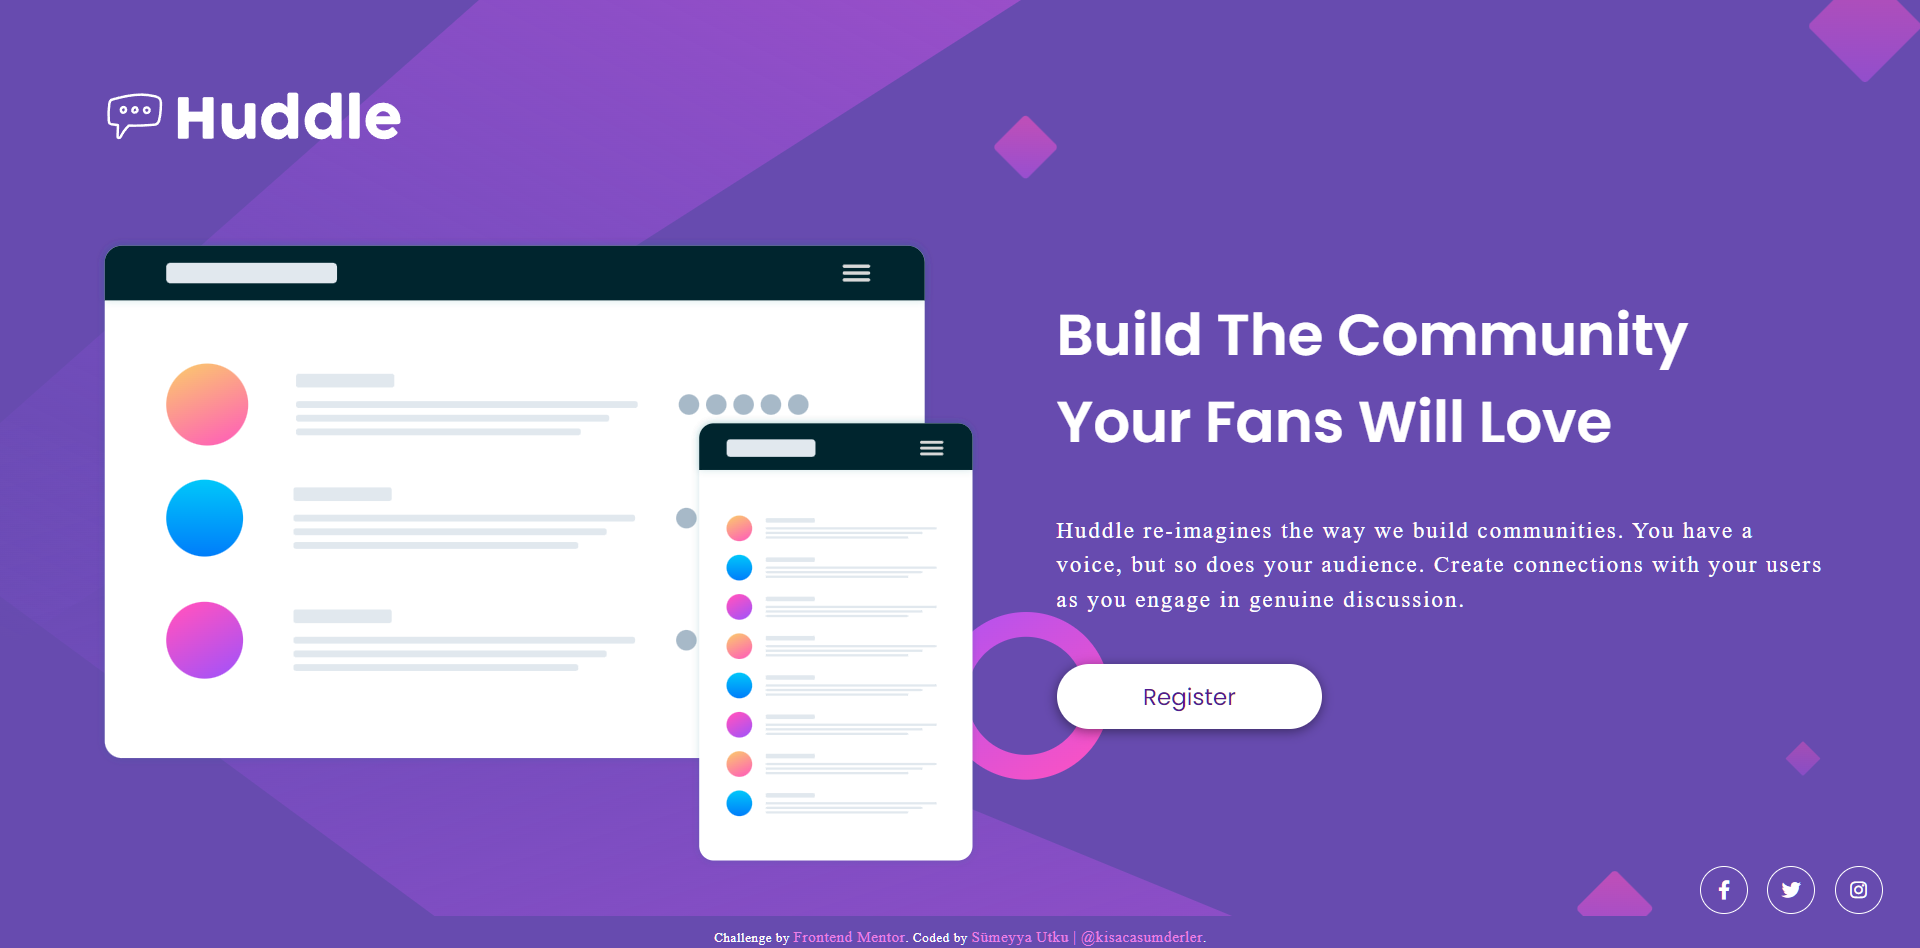 Huddle
Build The Community
Your Fans Will Love
Huddle re-imagines the way we build communities. You have a
voice, but so does your audience. Create connections with your users
as you engage in genuine discussion.
Register
Challenge by Frontend Mentor. Coded by Sümeyya Utku | @kisacasumderler.